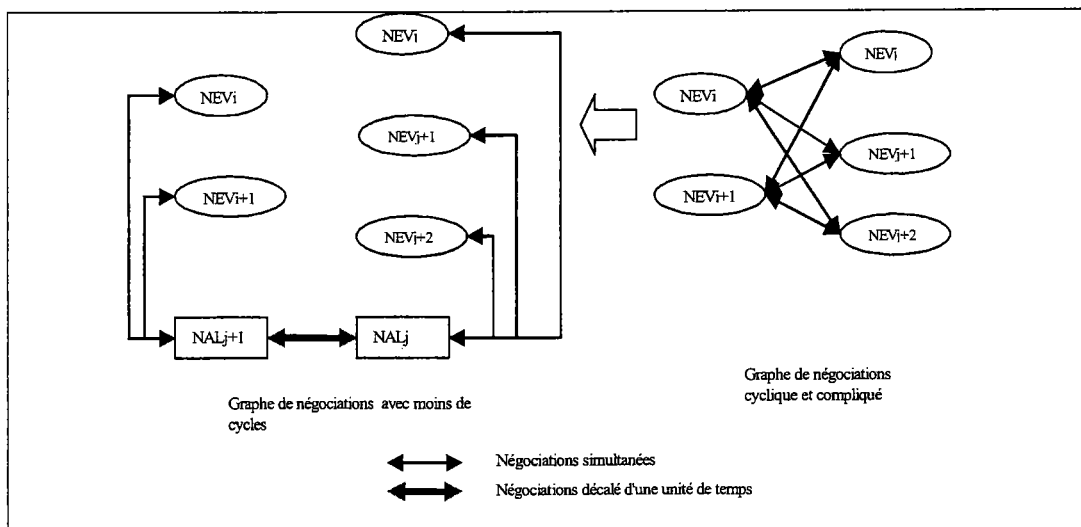 NEVi
NEVi
NEVj+1
NEVi+1
NEVj+2
NALj+1
NALj
Graphe de négociations avec moins de
cycles
NEVj
NEVi
NEVj+1
NEVi+1
NEVj+2
Graphe de négociations
cyclique et compliqué
Négociations simultanées
Négociations décalé d'une unité de temps